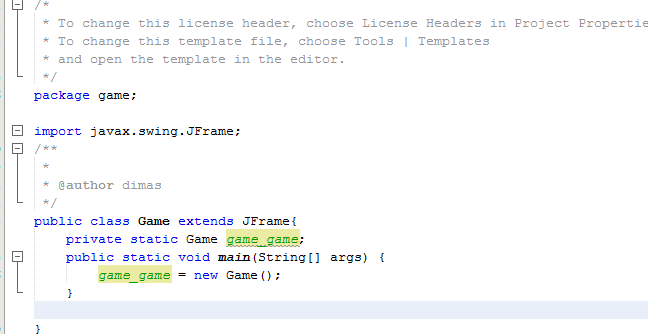 /*
 * To change this license header, choose License Headers in Project Propertie
 * To change this template file, choose Tools | Templates
 * and open the template in the editor.
 */
package game;
import javax.swing.JFrame;
/**
 *
 * @author dimas
 */
public class Game extends JFrame{
    private static Game game_game;
    public static void main(String[] args) {
        game_game = new Game();
    }
}